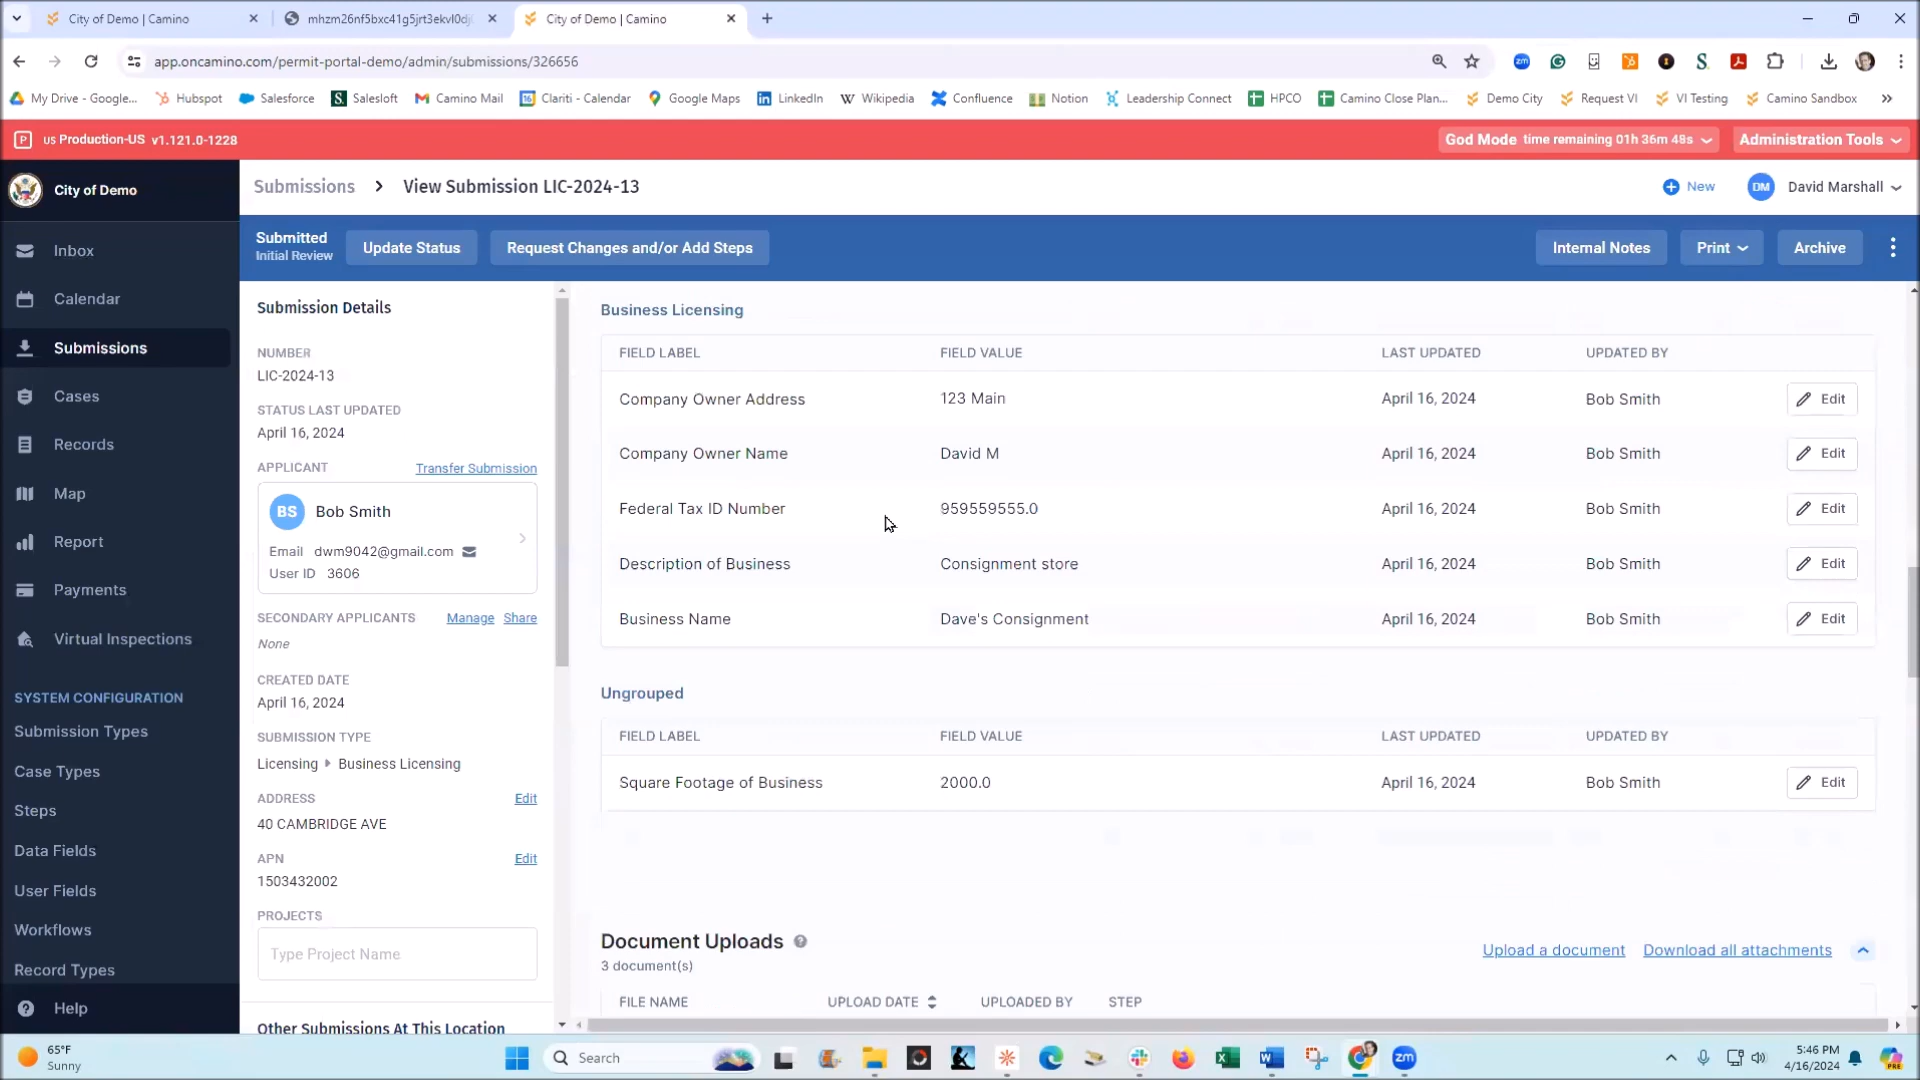 City of Demo | Camino
mhzm26nf5bxc41g5jrt3ekvl0dj
City of Demo | Camino
app.oncamino.com/permit-portal-demo/admin/submissions/326656
My Drive - Google...
Hubspot
Salesforce
Salesloft
Camino Mail
Clariti - Calendar
Google Maps
LinkedIn
Wikipedia
Confluence
Notion
Leadership Connect
HPCO
Camino Close Plan...
Demo City
Request VI
VI Testing
Camino Sandbox
us Production-US v1.121.0-1228
God Mode time remaining 01h 36m 48s
Administration Tools
City of Demo
Submissions > View Submission LIC-2024-13
New
DM
David Marshall
Submitted
Initial Review
Update Status
Request Changes and/or Add Steps
Internal Notes
Print
Archive
Inbox
Calendar
Submissions
Cases
Records
Map
Report
Payments
Virtual Inspections
SYSTEM CONFIGURATION
Submission Types
Case Types
Steps
Data Fields
User Fields
Workflows
Record Types
Help
Submission Details
NUMBER
LIC-2024-13
STATUS LAST UPDATED
April 16, 2024
APPLICANT Transfer Submission
BS Bob Smith
Email dwm9042@gmail.com
User ID 3606
SECONDARY APPLICANTS Manage Share
None
CREATED DATE
April 16, 2024
SUBMISSION TYPE
Licensing Business Licensing
ADDRESS Edit
40 CAMBRIDGE AVE
APN Edit
1503432002
PROJECTS
Type Project Name
Other Submissions At This Location
Business Licensing
FIELD LABEL FIELD VALUE LAST UPDATED UPDATED BY
Company Owner Address 123 Main April 16, 2024 Bob Smith Edit
Company Owner Name David M April 16, 2024 Bob Smith Edit
Federal Tax ID Number 959559555.0 April 16, 2024 Bob Smith Edit
Description of Business Consignment store April 16, 2024 Bob Smith Edit
Business Name Dave's Consignment April 16, 2024 Bob Smith Edit
Ungrouped
FIELD LABEL FIELD VALUE LAST UPDATED UPDATED BY
Square Footage of Business 2000.0 April 16, 2024 Bob Smith Edit
Document Uploads
3 document(s)
Upload a document Download all attachments
FILE NAME UPLOAD DATE UPLOADED BY STEP
65°F
Sunny
Search
zm
5:46 PM
4/16/2024